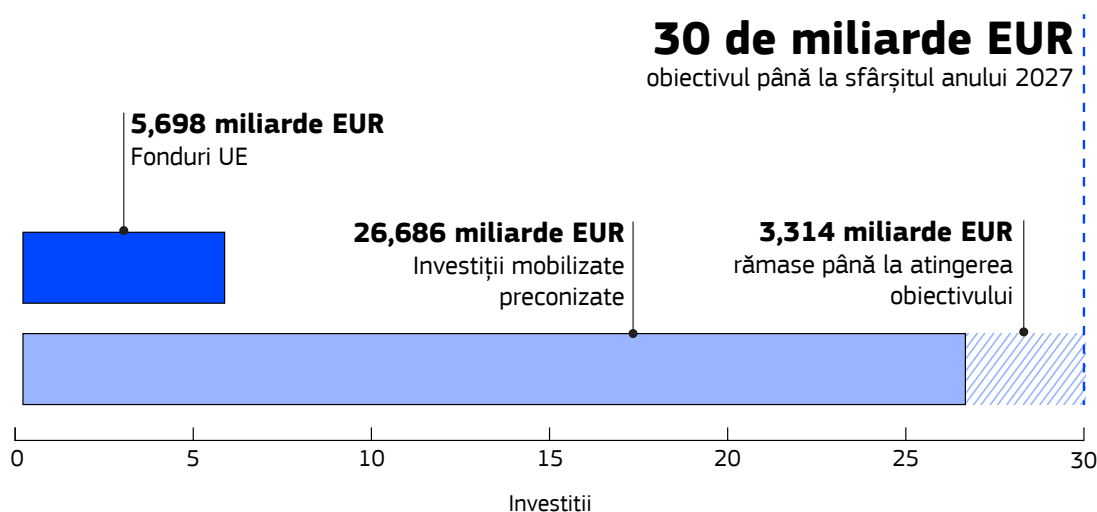 30 de miliarde EUR
obiectivul până la sfârșitul anului 2027
5,698 miliarde EUR
Fonduri UE
26,686 miliarde EUR
Investiții mobilizate
preconizate
3,314 miliarde EUR
rămase până la atingerea
obiectivului
0 5 10 15 20 25 30
Investitii